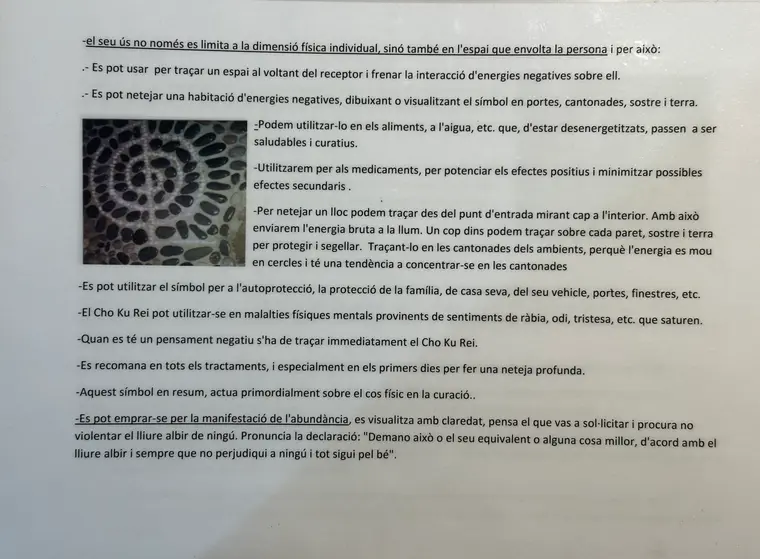 -el seu ús no només es limita a la dimensió física individual, sinó també en l'espai que envolta la persona i per això:
.- Es pot usar per traçar un espai al voltant del receptor i frenar la interacció d'energies negatives sobre ell.
.- Es pot netejar una habitació d'energies negatives, dibuixant o visualitzant el símbol en portes, cantonades, sostre i terra.
-Podem utilitzar-lo en els aliments, a l'aigua, etc. que, d'estar desenergetitzats, passen a ser
saludables i curatius.
-Utilitzarem per als medicaments, per potenciar els efectes positius i minimitzar possibles
efectes secundaris .
-Per netejar un lloc podem traçar des del punt d'entrada mirant cap a l'interior. Amb això
enviarem l'energia bruta a la llum. Un cop dins podem traçar sobre cada paret, sostre i terra
per protegir i segellar. Traçant-lo en les cantonades dels ambients, perquè l'energia es mou
en cercles i té una tendència a concentrar-se en les cantonades
-Es pot utilitzar el símbol per a l'autoprotecció, la protecció de la família, de casa seva, del seu vehicle, portes, finestres, etc.
-El Cho Ku Rei pot utilitzar-se en malalties físiques mentals provinents de sentiments de ràbia, odi, tristesa, etc. que saturen.
-Quan es té un pensament negatiu s'ha de traçar immediatament el Cho Ku Rei.
-Es recomana en tots els tractaments, i especialment en els primers dies per fer una neteja profunda.
-Aquest símbol en resum, actua primordialment sobre el cos físic en la curació..
-Es pot emprar-se per la manifestació de l'abundància, es visualitza amb claredat, pensa el que vas a sol·licitar i procura no
violentar el lliure albir de ningú. Pronuncia la declaració: "Demano això o el seu equivalent o alguna cosa millor, d'acord amb el
lliure albir i sempre que no perjudiqui a ningú i tot sigui pel bé".